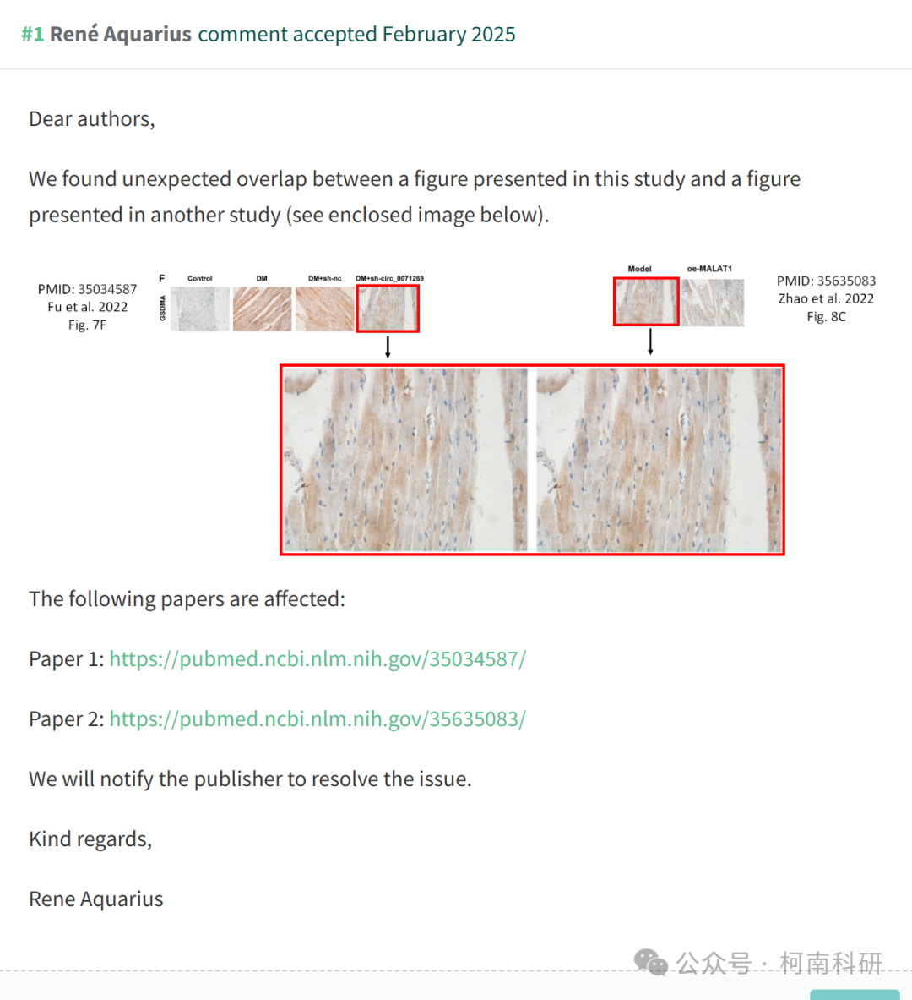 #1 René Aquarius comment accepted February 2025
Dear authors,
We found unexpected overlap between a figure presented in this study and a figure
presented in another study (see enclosed image below).
PMID: 35034587
Fu et al. 2022
Fig. 7F
F
Control
DM
DM+sh-nc
DM+sh-circ_0071269
GSDMA
Model
oe-MALAT1
PMID: 35635083
Zhao et al. 2022
Fig. 8C
The following papers are affected:
Paper 1: https://pubmed.ncbi.nlm.nih.gov/35034587/
Paper 2: https://pubmed.ncbi.nlm.nih.gov/35635083/
We will notify the publisher to resolve the issue.
Kind regards,
Rene Aquarius
公众号 · 柯南科研